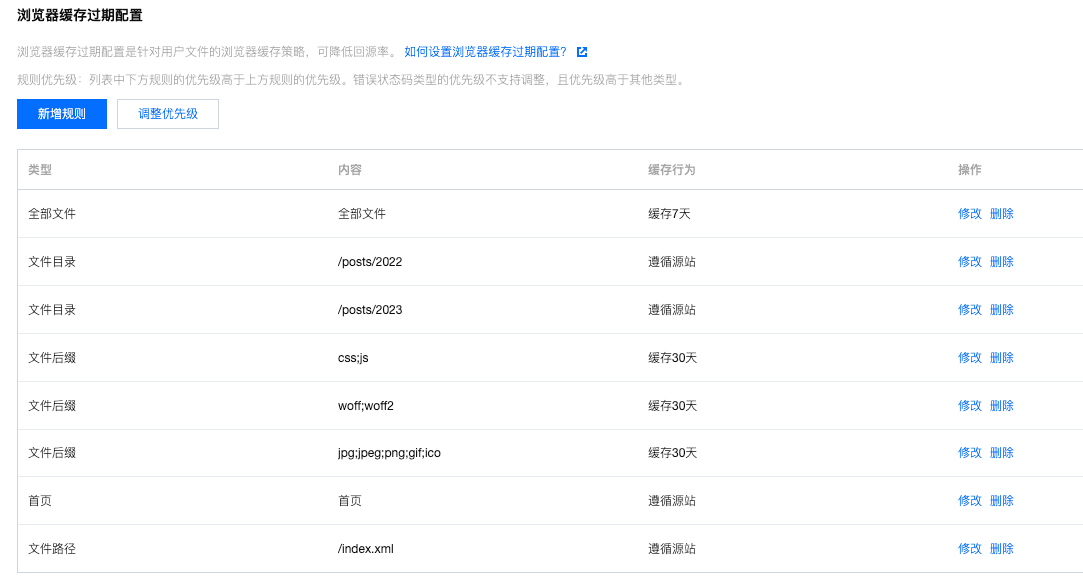 浏览器缓存过期配置
浏览器缓存过期配置是针对用户文件的浏览器缓存策略，可降低回源率。 如何设置浏览器缓存过期配置?
规则优先级：列表中下方规则的优先级高于上方规则的优先级。错误状态码类型的优先级不支持调整，且优先级高于其他类型。
新增规则 调整优先级
类型 内容 缓存行为 操作
全部文件 全部文件 缓存7天 修改 删除
文件目录 /posts/2022 遵循源站 修改 删除
文件目录 /posts/2023 遵循源站 修改 删除
文件后缀 css;js 缓存30天 修改 删除
文件后缀 woff;woff2 缓存30天 修改 删除
文件后缀 jpg;jpeg;png;gif;ico 缓存30天 修改 删除
首页 首页 遵循源站 修改 删除
文件路径 /index.xml 遵循源站 修改 删除